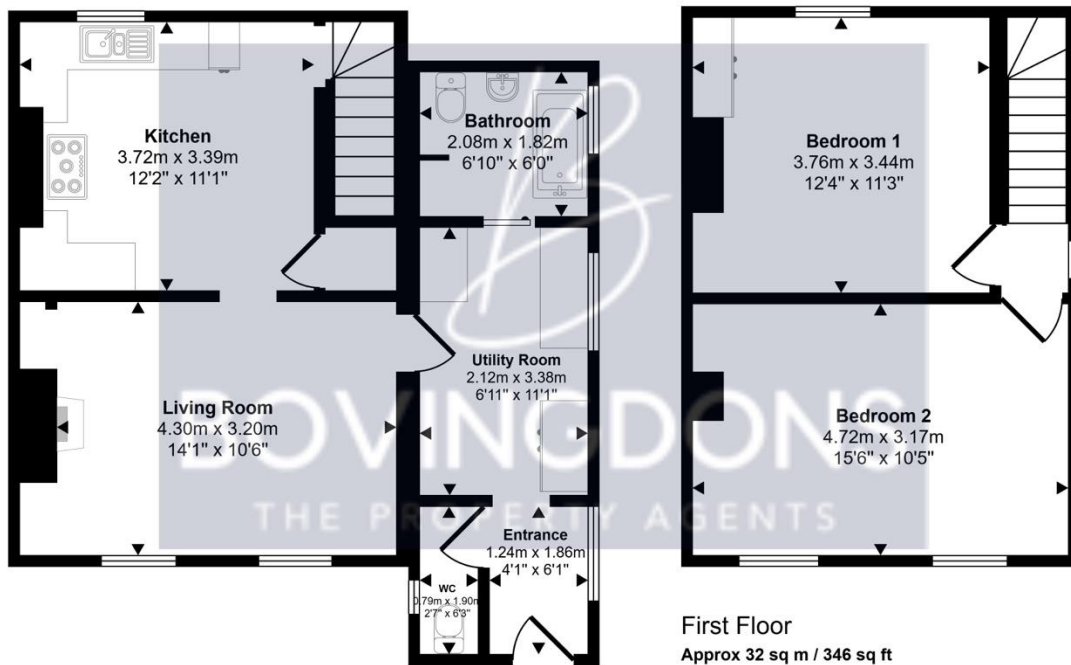 Kitchen
3.72m x 3.39m
12'2" x 11'1"
Bathroom
2.08m x 1.82m
6'10" x 6'0"
Bedroom 1
3.76m x 3.44m
12'4" x 11'3"
Utility Room
2.12m x 3.38m
6'11" x 11'1"
Living Room
4.30m x 3.20m
14'1" x 10'6"
Bedroom 2
4.72m x 3.17m
15'6" x 10'5"
B
BOVINGDONS
THE PROPERTY AGENTS
Entrance
1.24m x 1.86m
4'1" x 6'1"
WC
0.79m x 1.90m
2'7" x 6'3"
First Floor
Approx 32 sq m / 346 sq ft